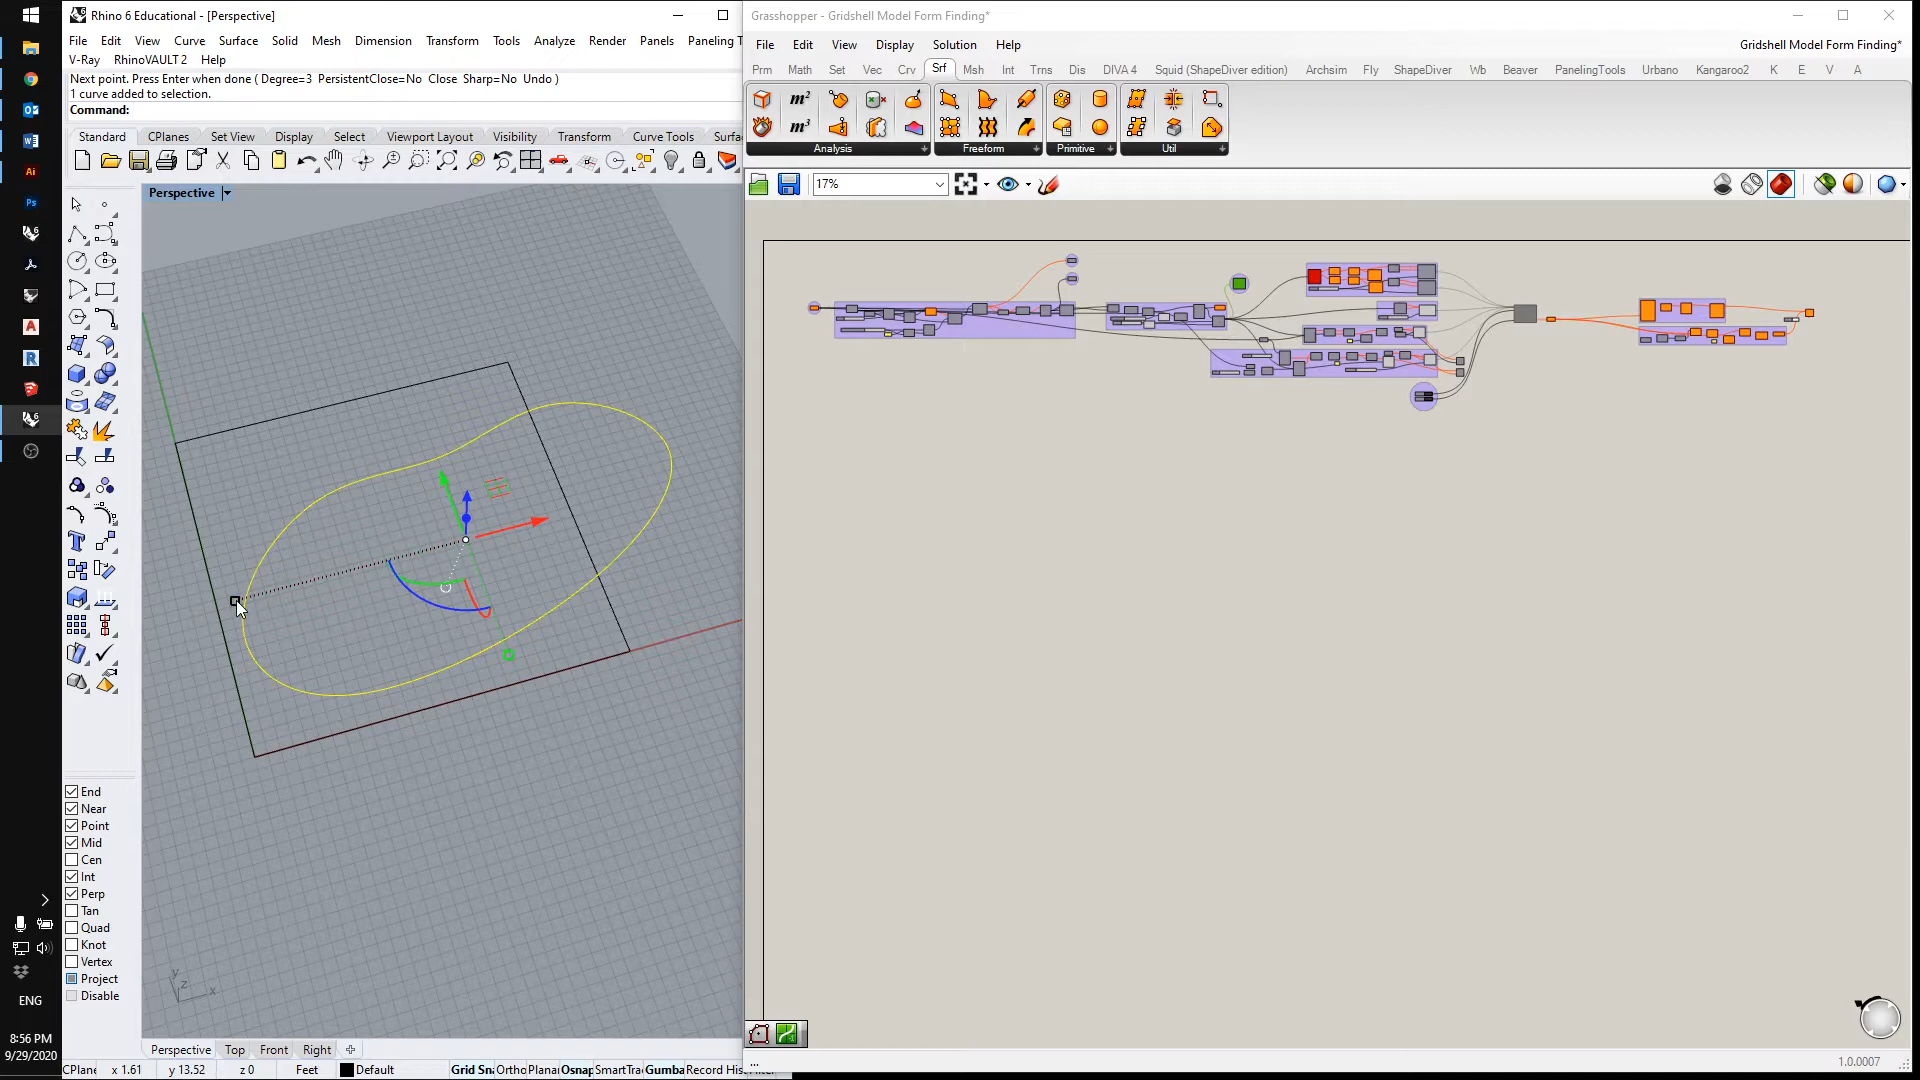 Rhino 6 Educational - [Perspective]
File Edit View Curve Surface Solid Mesh Dimension Transform Tools Analyze Render Panels Paneling T
V-Ray RhinoVAULT 2 Help
Next point. Press Enter when done ( Degree=3 PersistentClose=No Close Sharp=No Undo )
1 curve added to selection.
Command:
Standard CPlanes Set View Display Select Viewport Layout Visibility Transform Curve Tools Surfac
Perspective
End
Near
Point
Mid
Cen
Int
Perp
Tan
Quad
Knot
Vertex
Project
Disable
y
z
x
Perspective Top Front Right
CPlane x 1.61 y 13.52 z 0 Feet Default Grid Sna Ortho Planar Osnap SmartTrac Gumba Record His
Grasshopper - Gridshell Model Form Finding*
File Edit View Display Solution Help
Gridshell Model Form Finding*
Prm Math Set Vec Crv Srf Msh Int Trns Dis DIVA 4 Squid (ShapeDiver edition) Archsim Fly ShapeDiver Wb Beaver PanelingTools Urbano Kangaroo2 K E V A
m²
m³
Analysis Freeform Primitive Util
17%
...
1.0.0007
Ai
Ps
A
R
ENG
8:56 PM
9/29/2020